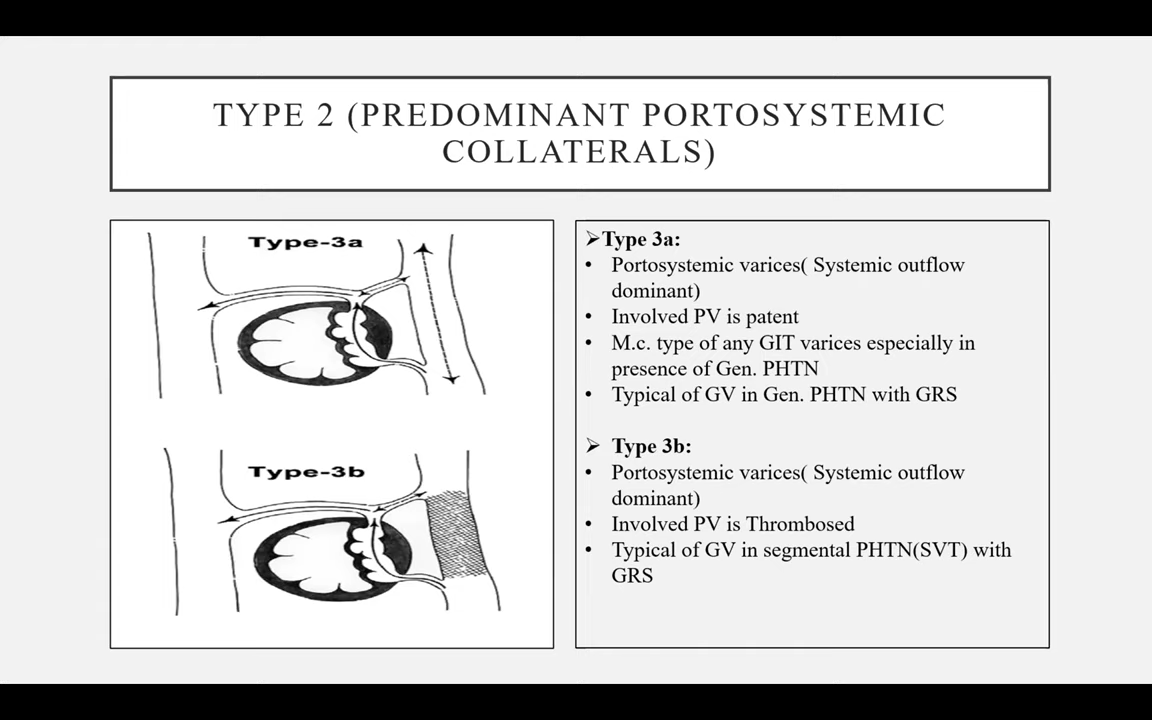 TYPE 2 (PREDOMINANT PORTOSYSTEMIC
COLLATERALS)
Type-3a
Type-3b
➢Type 3a:
• Portosystemic varices( Systemic outflow
dominant)
• Involved PV is patent
• M.c. type of any GIT varices especially in
presence of Gen. PHTN
• Typical of GV in Gen. PHTN with GRS
➢ Type 3b:
• Portosystemic varices( Systemic outflow
dominant)
• Involved PV is Thrombosed
• Typical of GV in segmental PHTN(SVT) with
GRS